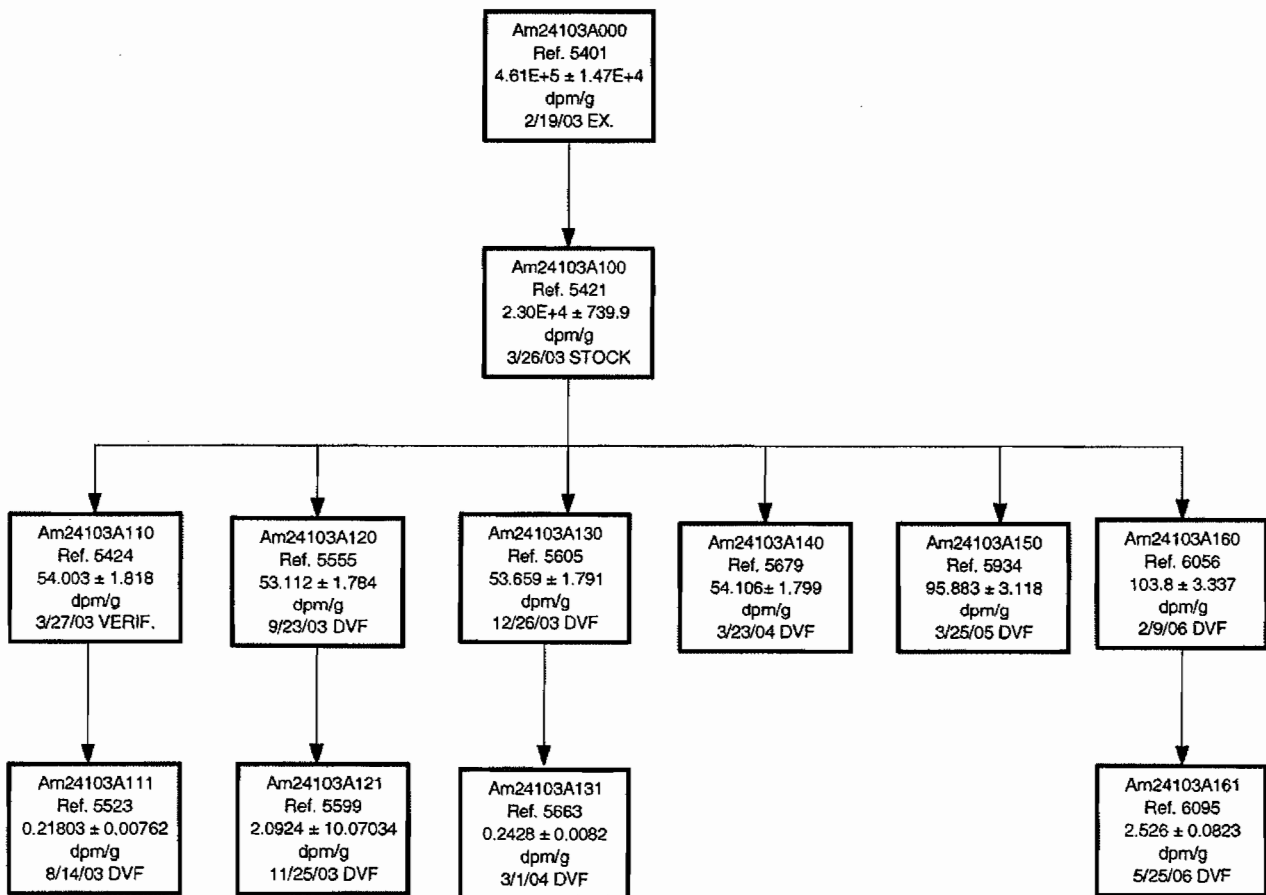 Am24103A000
Ref. 5401
4.61E+5 ± 1.47E+4
dpm/g
2/19/03 EX.
Am24103A100
Ref. 5421
2.30E+4 ± 739.9
dpm/g
3/26/03 STOCK
Am24103A110
Ref. 5424
54.003 ± 1.818
dpm/g
3/27/03 VERIF.
Am24103A120
Ref. 5555
53.112 ± 1.784
dpm/g
9/23/03 DVF
Am24103A130
Ref. 5605
53.659 ± 1.791
dpm/g
12/26/03 DVF
Am24103A140
Ref. 5679
54.106± 1.799
dpm/g
3/23/04 DVF
Am24103A150
Ref. 5934
95.883 ± 3.118
dpm/g
3/25/05 DVF
Am24103A160
Ref. 6056
103.8 ± 3.337
dpm/g
2/9/06 DVF
Am24103A111
Ref. 5523
0.21803 ± 0.00762
dpm/g
8/14/03 DVF
Am24103A121
Ref. 5599
2.0924 ± 10.07034
dpm/g
11/25/03 DVF
Am24103A131
Ref. 5663
0.2428 ± 0.0082
dpm/g
3/1/04 DVF
Am24103A161
Ref. 6095
2.526 ± 0.0823
dpm/g
5/25/06 DVF